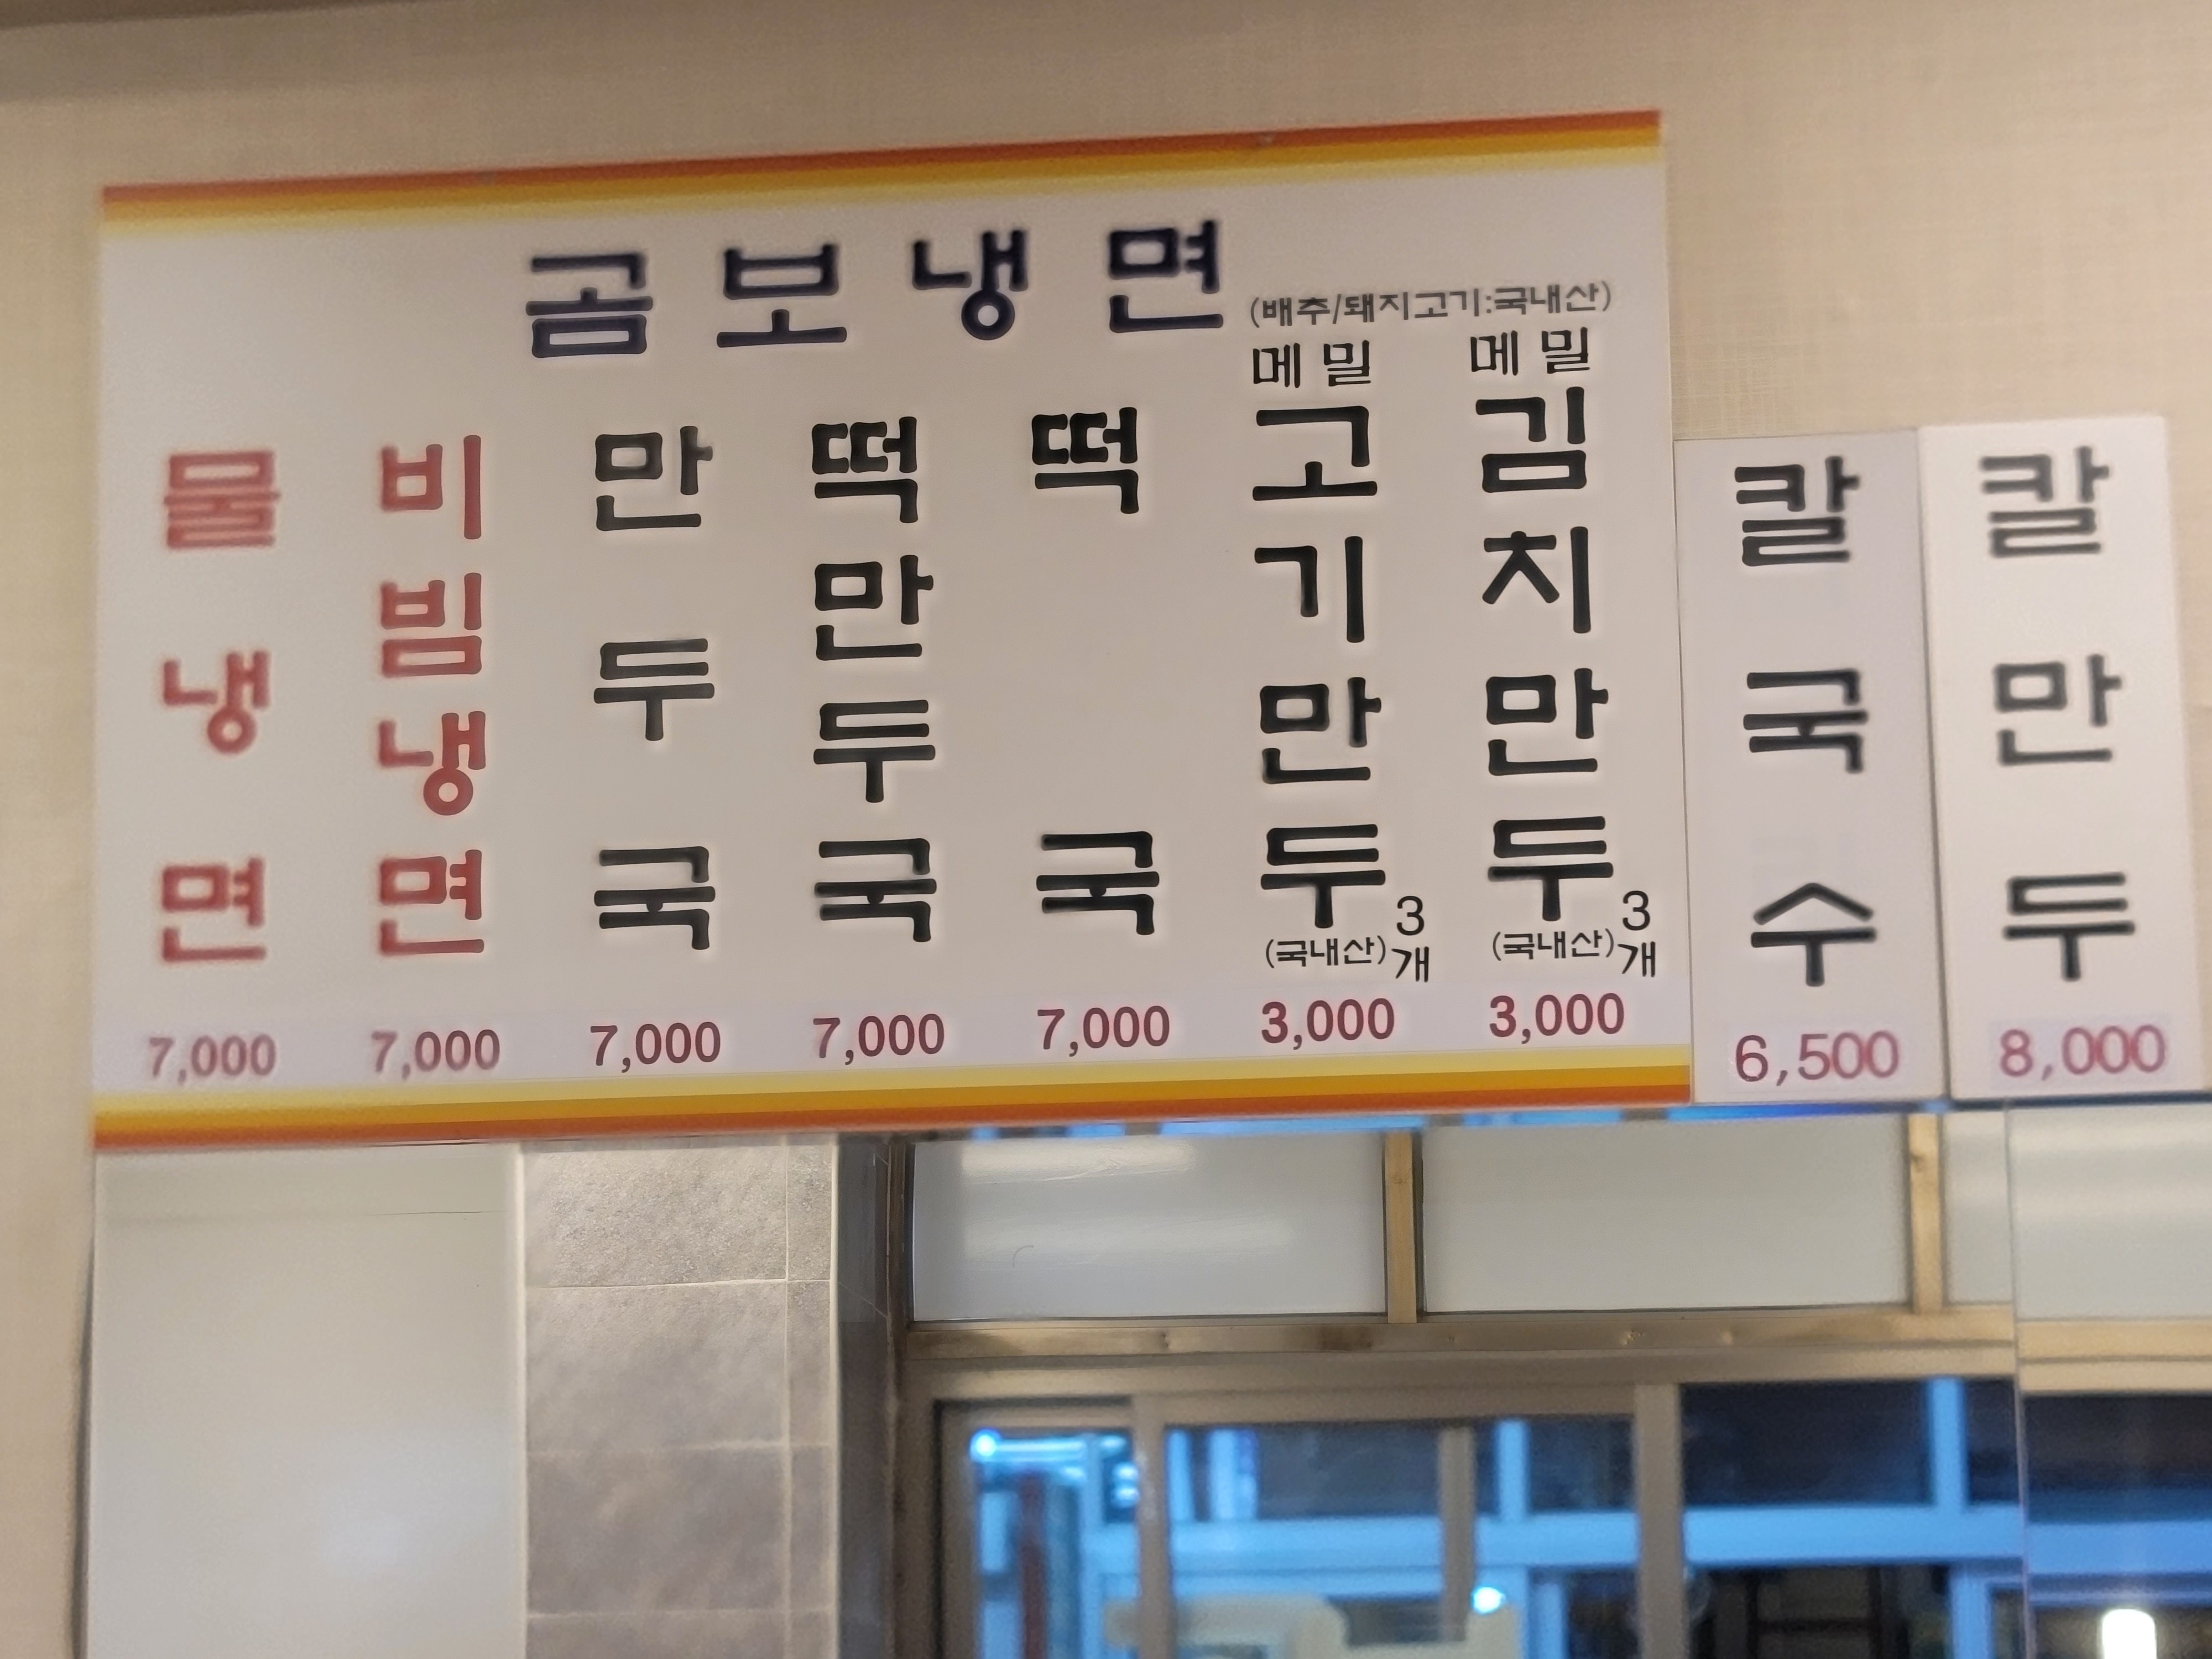 곰보냉면
(배추/돼지고기:국내산)
물냉면
7,000
비빔냉면
7,000
만두국
7,000
떡만두국
7,000
떡국
7,000
메밀
고기만두 3개
(국내산)
3,000
메밀
김치만두 3개
(국내산)
3,000
칼국수
6,500
칼만두
8,000